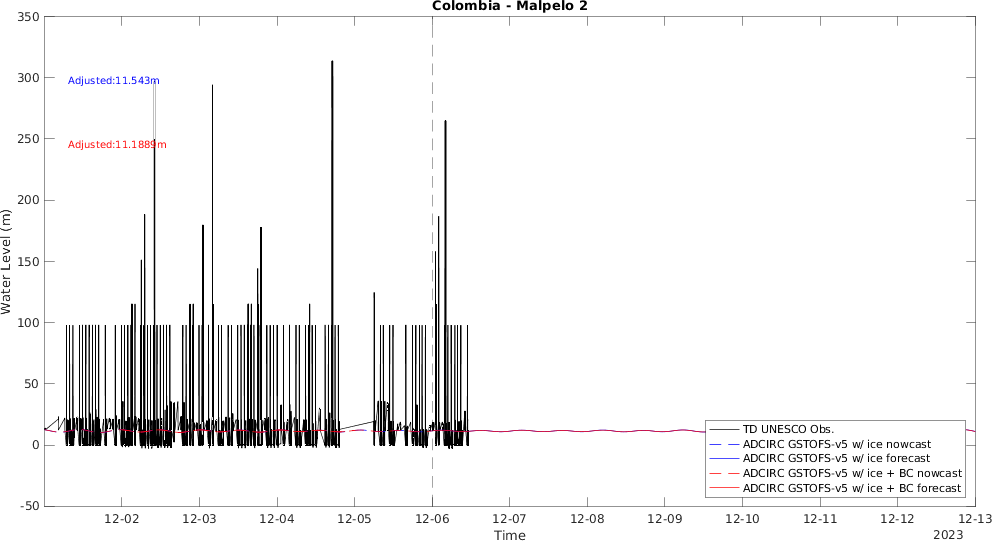 Colombia - Malpelo 2
Water Level (m)
350
300
250
200
150
100
50
0
-50
Adjusted:11.543m
Adjusted:11.1889m
TD UNESCO Obs.
ADCIRC GSTOFS-v5 w/ ice nowcast
ADCIRC GSTOFS-v5 w/ ice forecast
ADCIRC GSTOFS-v5 w/ ice + BC nowcast
ADCIRC GSTOFS-v5 w/ ice + BC forecast
12-02 12-03 12-04 12-05 12-06 12-07 12-08 12-09 12-10 12-11 12-12 12-13
Time
2023